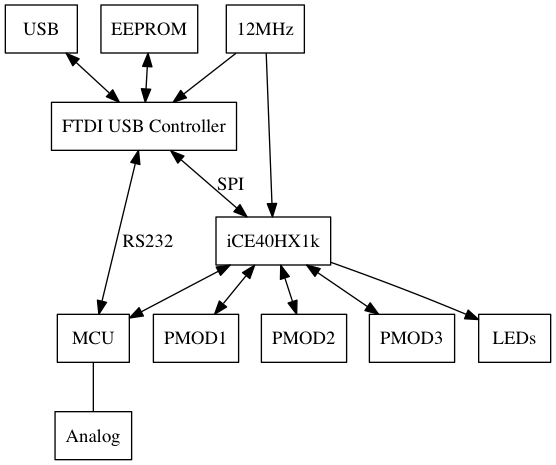 USB
EEPROM
12MHz
FTDI USB Controller
SPI
RS232
iCE40HX1k
MCU
PMOD1
PMOD2
PMOD3
LEDs
Analog